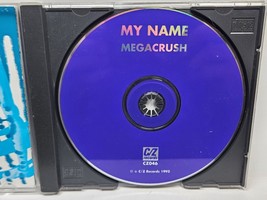 MY NAME
MEGACRUSH
C/Z
CZ046
C/Z Records 1992